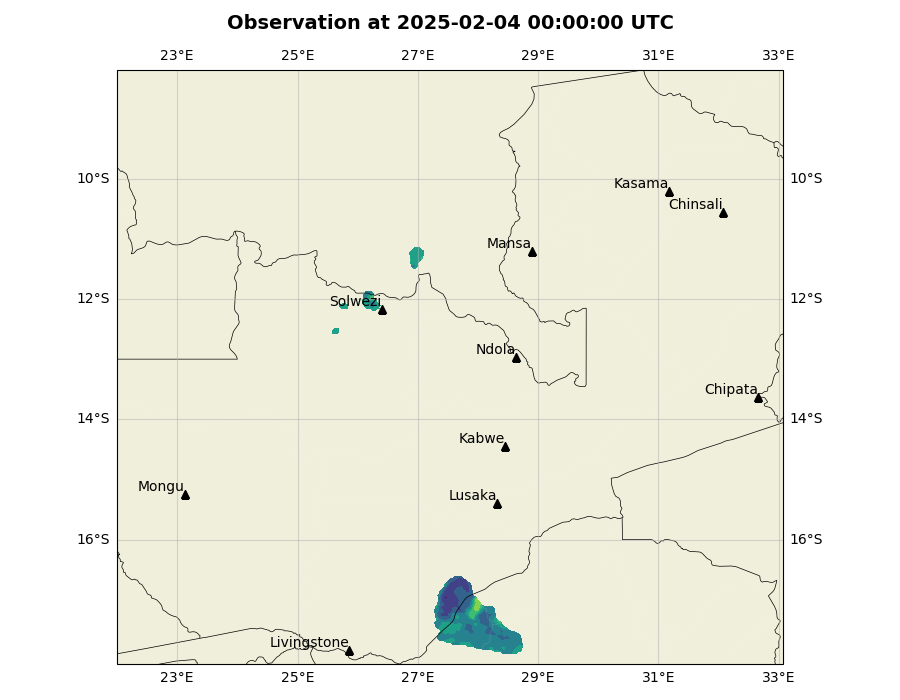 Observation at 2025-02-04 00:00:00 UTC
23°E 25°E 27°E 29°E 31°E 33°E
10°S 10°S
Kasama
Chinsali
Mansa
12°S 12°S
Solwezi
Ndola
Chipata
14°S 14°S
Kabwe
Mongu
Lusaka
16°S 16°S
Livingstone
23°E 25°E 27°E 29°E 31°E 33°E